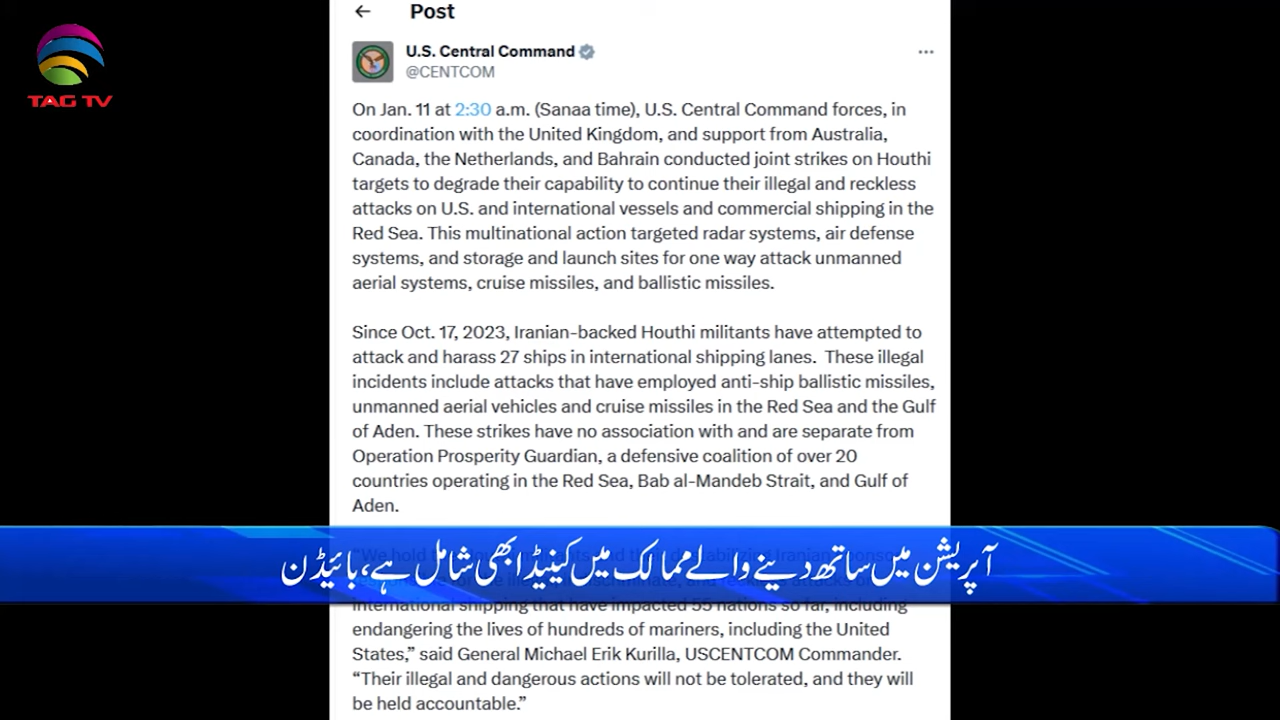 Post
TAG TV
U.S. Central Command
@CENTCOM
On Jan. 11 at 2:30 a.m. (Sanaa time), U.S. Central Command forces, in
coordination with the United Kingdom, and support from Australia,
Canada, the Netherlands, and Bahrain conducted joint strikes on Houthi
targets to degrade their capability to continue their illegal and reckless
attacks on U.S. and international vessels and commercial shipping in the
Red Sea. This multinational action targeted radar systems, air defense
systems, and storage and launch sites for one way attack unmanned
aerial systems, cruise missiles, and ballistic missiles.
Since Oct. 17, 2023, Iranian-backed Houthi militants have attempted to
attack and harass 27 ships in international shipping lanes. These illegal
incidents include attacks that have employed anti-ship ballistic missiles,
unmanned aerial vehicles and cruise missiles in the Red Sea and the Gulf
of Aden. These strikes have no association with and are separate from
Operation Prosperity Guardian, a defensive coalition of over 20
countries operating in the Red Sea, Bab al-Mandeb Strait, and Gulf of
Aden.
"We hold
آپریشن میں ساتھ دینے والے ممالک میں کینیڈا بھی شامل ہے، بائیڈن
international shipping that have impacted 55 nations so far, including
endangering the lives of hundreds of mariners, including the United
States,” said General Michael Erik Kurilla, USCENTCOM Commander.
“Their illegal and dangerous actions will not be tolerated, and they will
be held accountable.”